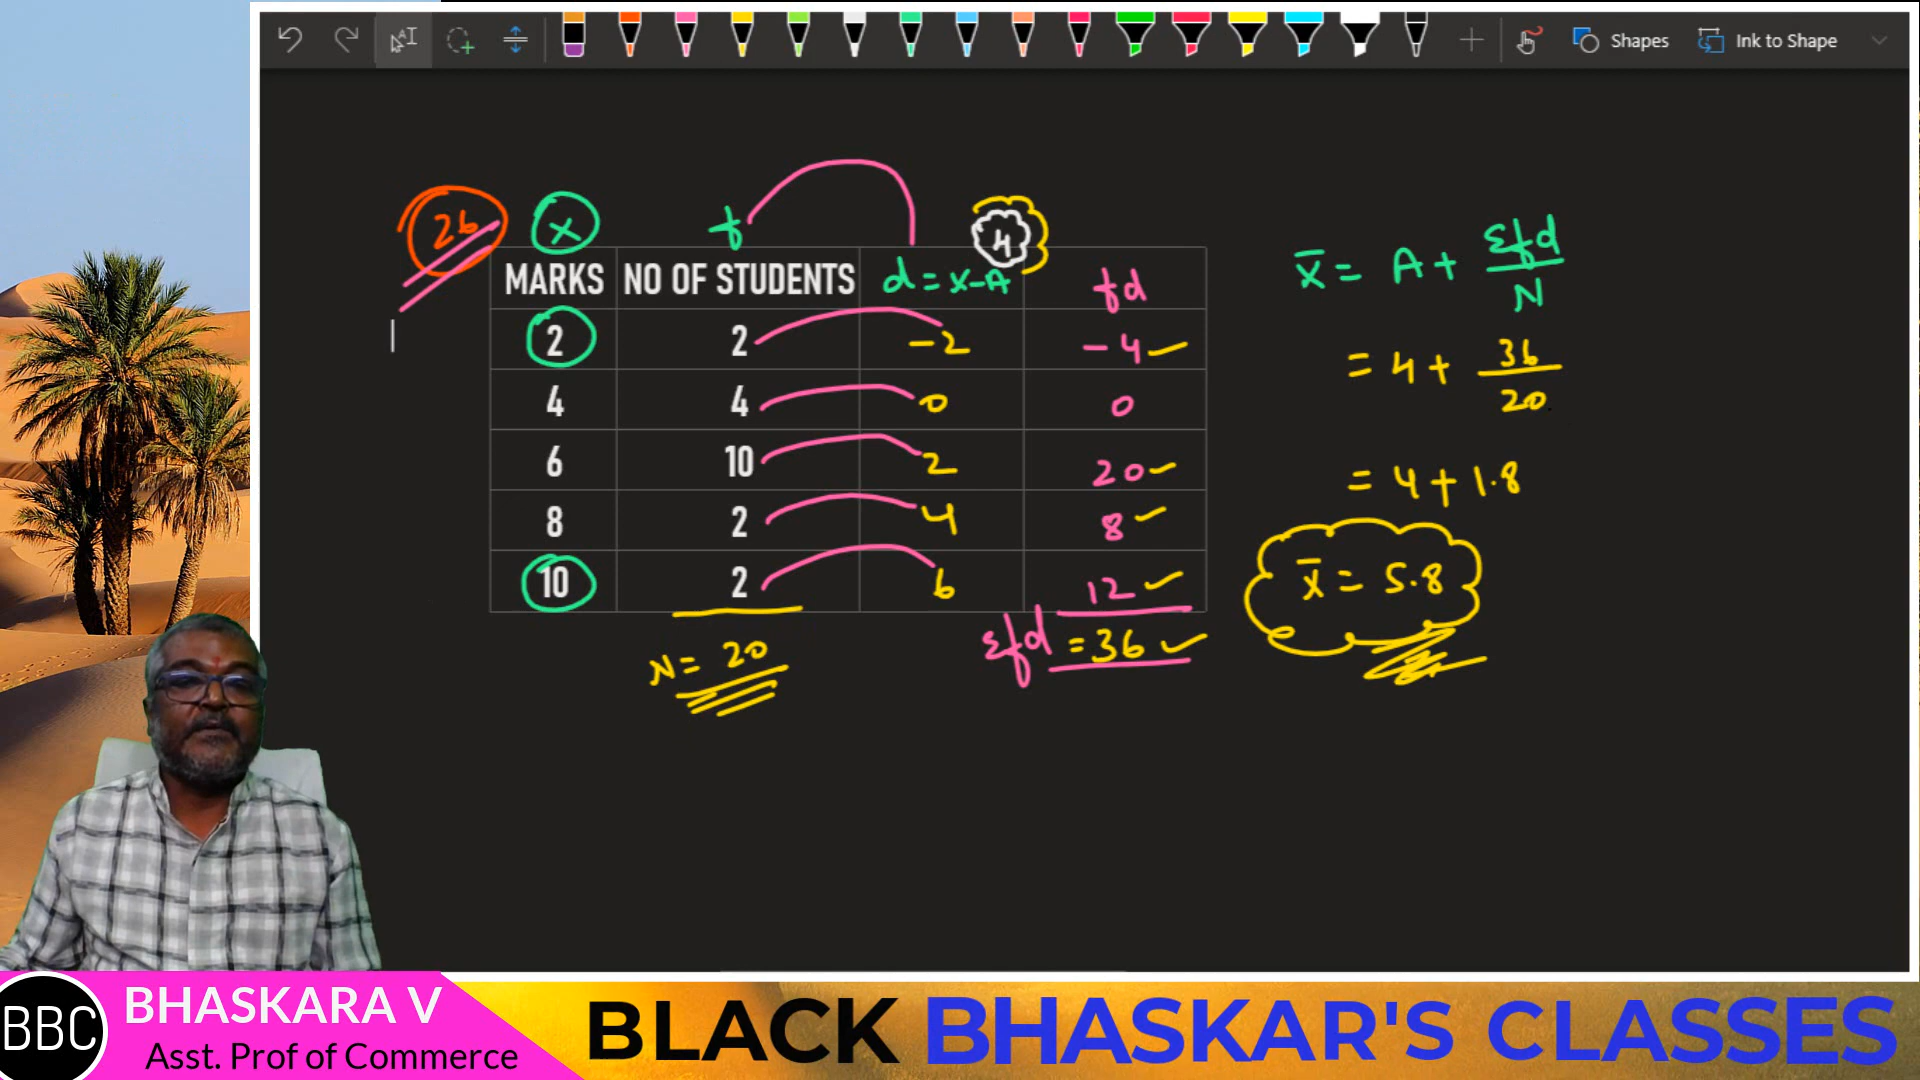 Shapes
Ink to Shape
26 x f 4
MARKS NO OF STUDENTS d = x-A fd
2 2 -2 -4
4 4 0 0
6 10 2 20
8 2 4 8
10 2 6 12
N = 20 Σfd = 36
x̄ = A + Σfd/N
= 4 + 36/20
= 4 + 1.8
x̄ = 5.8
BBC
BHASKARA V
Asst. Prof of Commerce
BLACK BHASKAR'S CLASSES